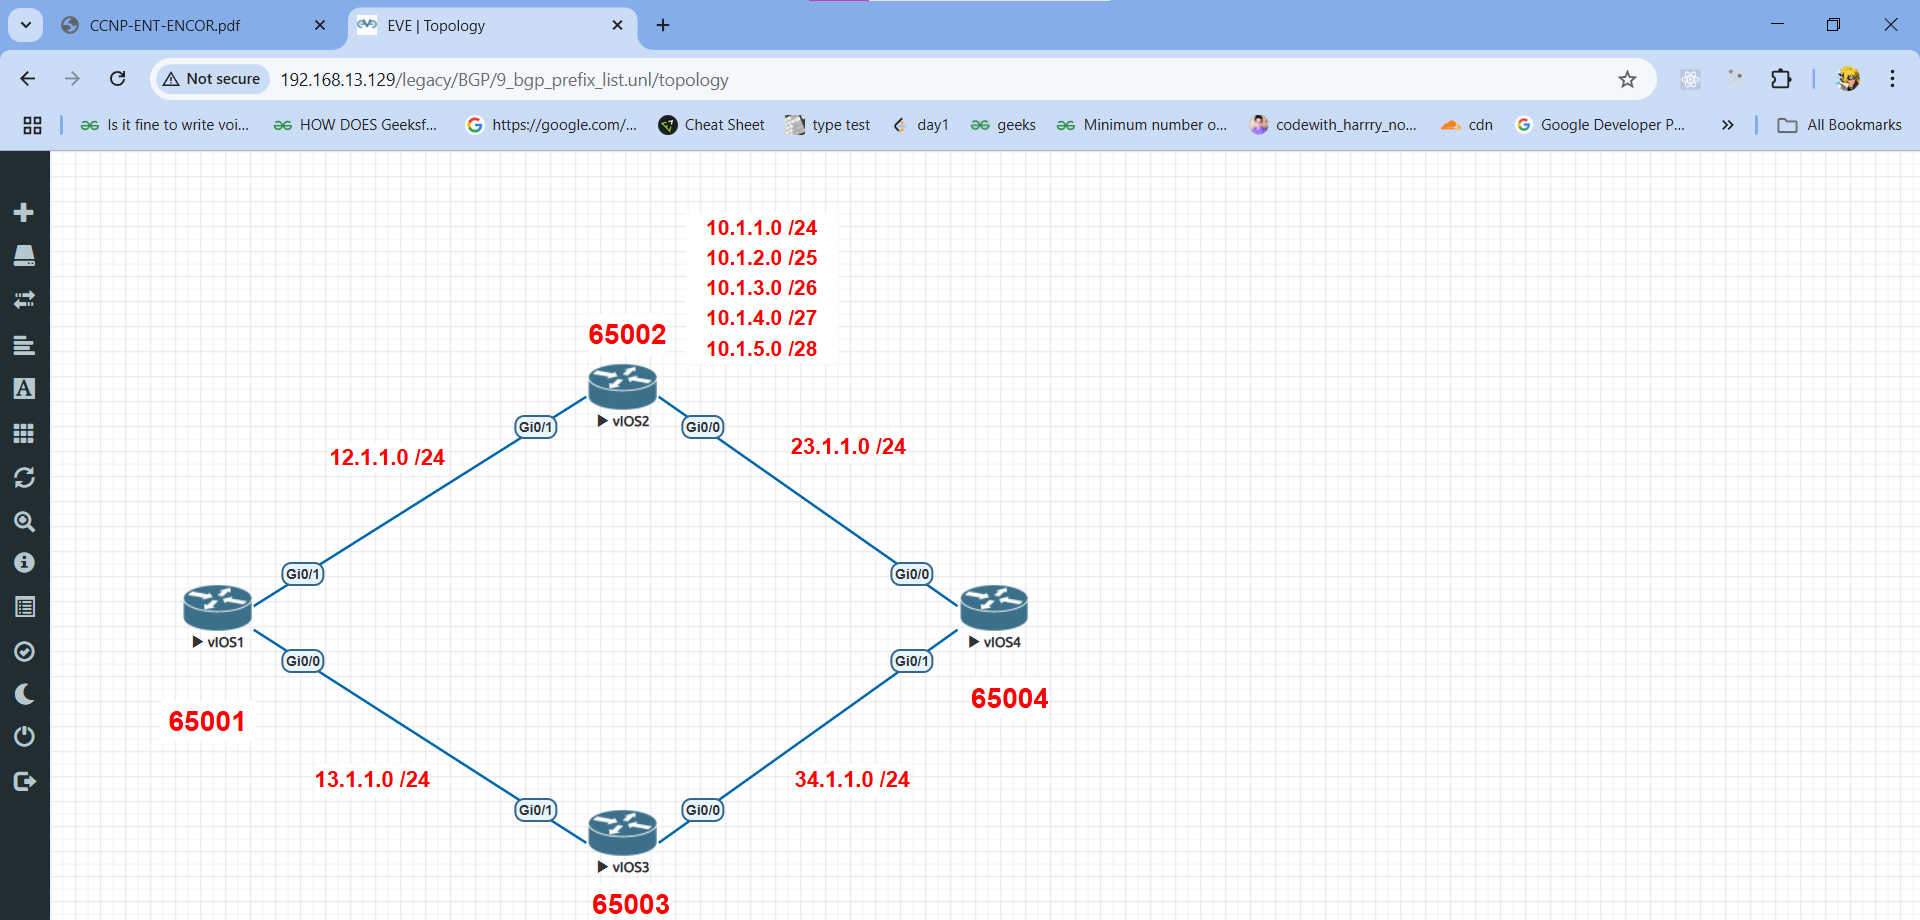 CCNP-ENT-ENCOR.pdf
EVE | Topology
Not secure
192.168.13.129/legacy/BGP/9_bgp_prefix_list.unl/topology
Is it fine to write voi...
HOW DOES Geeksf...
https://google.com/...
Cheat Sheet
type test
day1
geeks
Minimum number o...
codewith_harrry_no...
cdn
Google Developer P...
All Bookmarks
10.1.1.0 /24
10.1.2.0 /25
10.1.3.0 /26
10.1.4.0 /27
10.1.5.0 /28
65002
vIOS2
Gi0/1
Gi0/0
12.1.1.0 /24
23.1.1.0 /24
Gi0/1
Gi0/0
vIOS1
vIOS4
Gi0/0
Gi0/1
65001
65004
13.1.1.0 /24
34.1.1.0 /24
Gi0/1
Gi0/0
vIOS3
65003